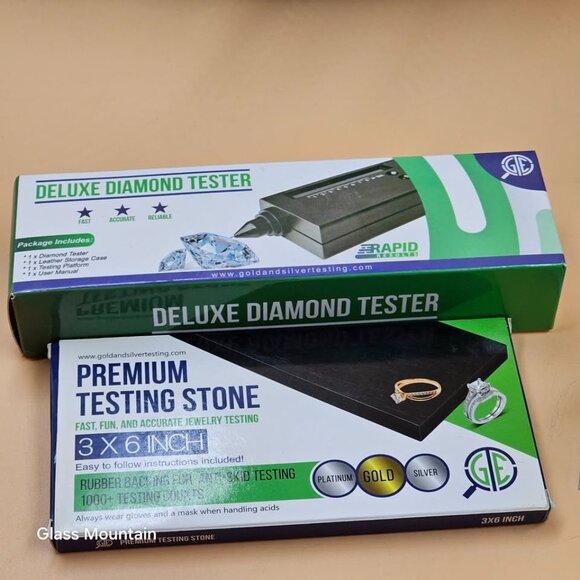 GE
DELUXE DIAMOND TESTER
FAST ACCURATE RELIABLE
Package Includes:
* 1 x Diamond Tester
* 1 x Leather Storage Case
* 1 x Testing Platform
* 1 x User Manual
RAPID
RESULTS
www.goldandsilvertesting.com
PREMIUM
DELUXE DIAMOND TESTER
www.goldandsilvertesting.com
PREMIUM
TESTING STONE
FAST, FUN, AND ACCURATE JEWELRY TESTING
3 X 6 INCH
Easy to follow instructions included!
RUBBER BACKING FOR ANTI-SKID TESTING
1000+ TESTING COUNTS
PLATINUM GOLD SILVER
GE
Always wear gloves and a mask when handling acids
Glass Mountain
GE PREMIUM TESTING STONE 3X6 INCH